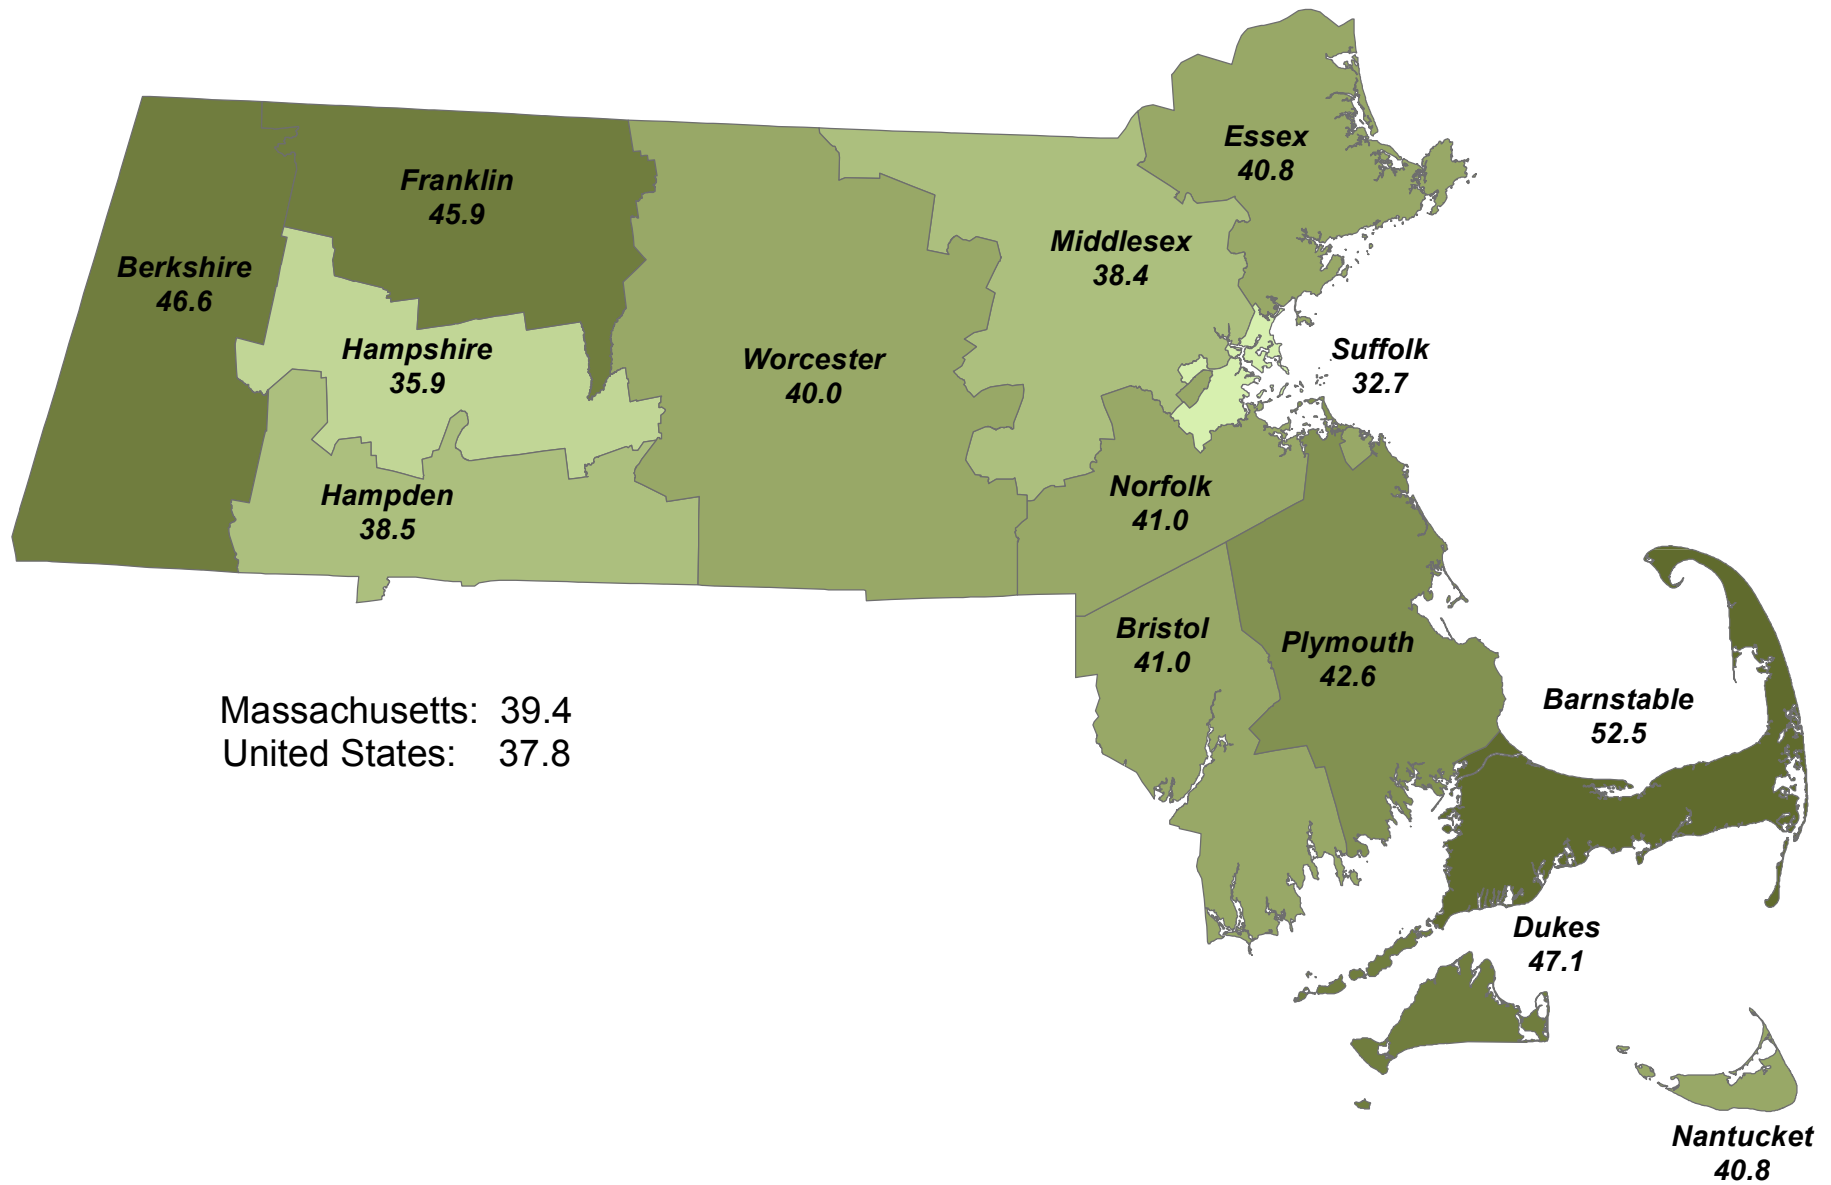 Essex
40.8
Franklin
45.9
Middlesex
38.4
Berkshire
46.6
Hampshire
35.9
Worcester
40.0
Suffolk
32.7
Hampden
38.5
Norfolk
41.0
Bristol
41.0
Plymouth
42.6
Barnstable
52.5
Massachusetts: 39.4
United States: 37.8
Dukes
47.1
Nantucket
40.8